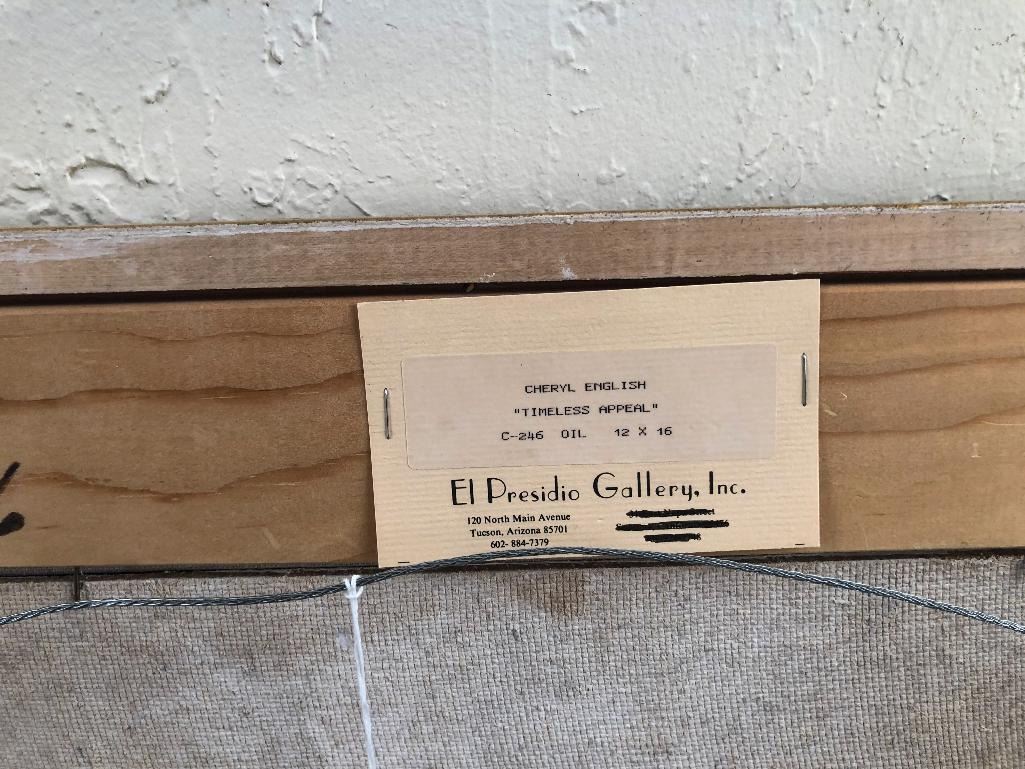 CHERYL ENGLISH
"TIMELESS APPEAL"
C-246 OIL 12 X 16
El Presidio Gallery, Inc.
120 North Main Avenue
Tucson, Arizona 85701
602- 884-7379